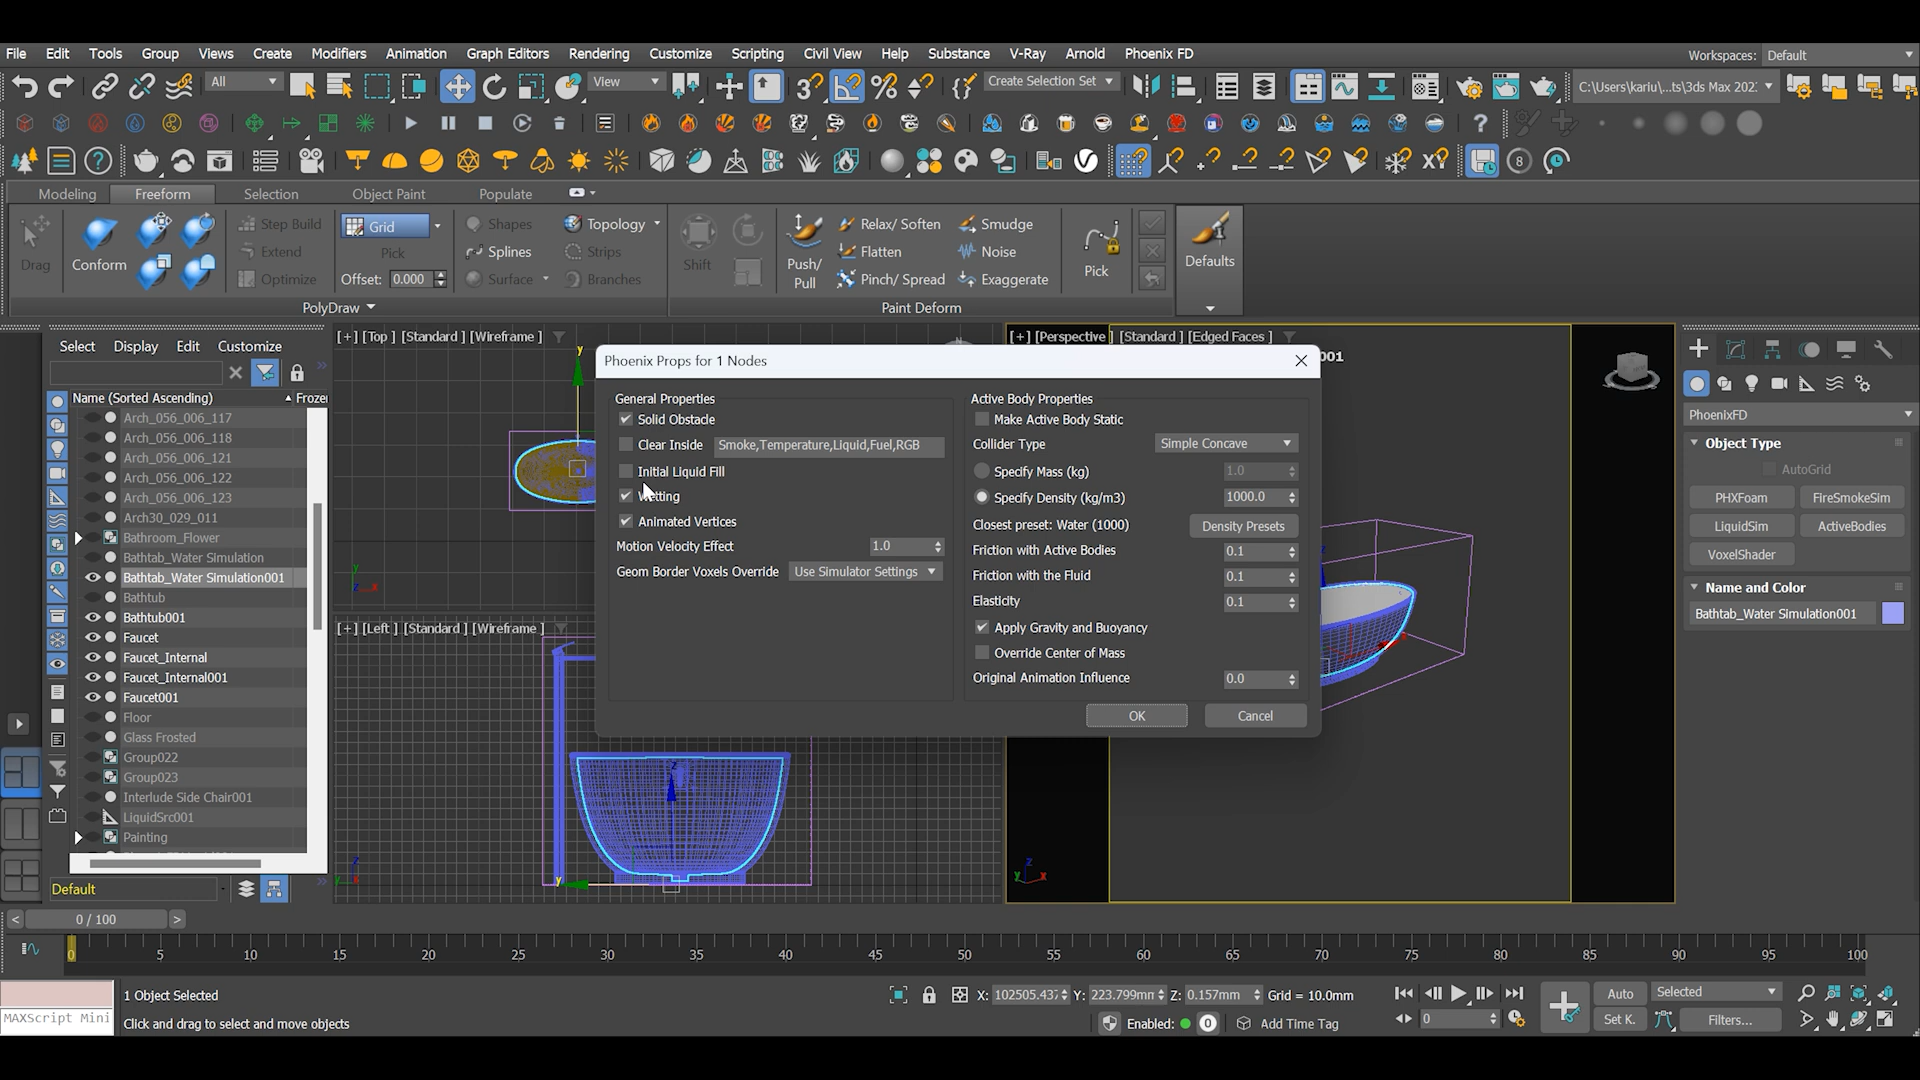 File Edit Tools Group Views Create Modifiers Animation Graph Editors Rendering Customize Scripting Civil View Help Substance V-Ray Arnold Phoenix FD Workspaces: Default
All View Create Selection Set C:\Users\kariu\...ts\3ds Max 202
Modeling Freeform Selection Object Paint Populate
Drag Conform Step Build Extend Optimize Grid Pick Offset: 0.000 Shapes Splines Surface Topology Strips Branches
Shift Push/ Pull Relax/ Soften Flatten Pinch/ Spread Smudge Noise Exaggerate Pick Defaults
PolyDraw Paint Deform
Select Display Edit Customize
Name (Sorted Ascending) Frozen
Arch_056_006_117
Arch_056_006_118
Arch_056_006_121
Arch_056_006_122
Arch_056_006_123
Arch30_029_011
Bathroom_Flower
Bathtab_Water Simulation
Bathtab_Water Simulation001
Bathtub
Bathtub001
Faucet
Faucet_Internal
Faucet_Internal001
Faucet001
Floor
Glass Frosted
Group022
Group023
Interlude Side Chair001
LiquidSrc001
Painting
Default
[+] [Top ] [Standard ] [Wireframe ]
[+] [Left ] [Standard ] [Wireframe ]
[+] [Perspective ] [Standard ] [Edged Faces ]
001
Phoenix Props for 1 Nodes
General Properties
Solid Obstacle
Clear Inside Smoke,Temperature,Liquid,Fuel,RGB
Initial Liquid Fill
Wetting
Animated Vertices
Motion Velocity Effect 1.0
Geom Border Voxels Override Use Simulator Settings
Active Body Properties
Make Active Body Static
Collider Type Simple Concave
Specify Mass (kg) 1.0
Specify Density (kg/m3) 1000.0
Closest preset: Water (1000) Density Presets
Friction with Active Bodies 0.1
Friction with the Fluid 0.1
Elasticity 0.1
Apply Gravity and Buoyancy
Override Center of Mass
Original Animation Influence 0.0
OK Cancel
PhoenixFD
Object Type
AutoGrid
PHXFoam FireSmokeSim
LiquidSim ActiveBodies
VoxelShader
Name and Color
Bathtab_Water Simulation001
< 0 / 100 >
0 5 10 15 20 25 30 35 40 45 50 55 60 65 70 75 80 85 90 95 100
1 Object Selected X: 102505.437 Y: 223.799mm Z: 0.157mm Grid = 10.0mm Auto Selected
MAXScript Mini Click and drag to select and move objects Enabled: 0 Add Time Tag 0 Set K. Filters...